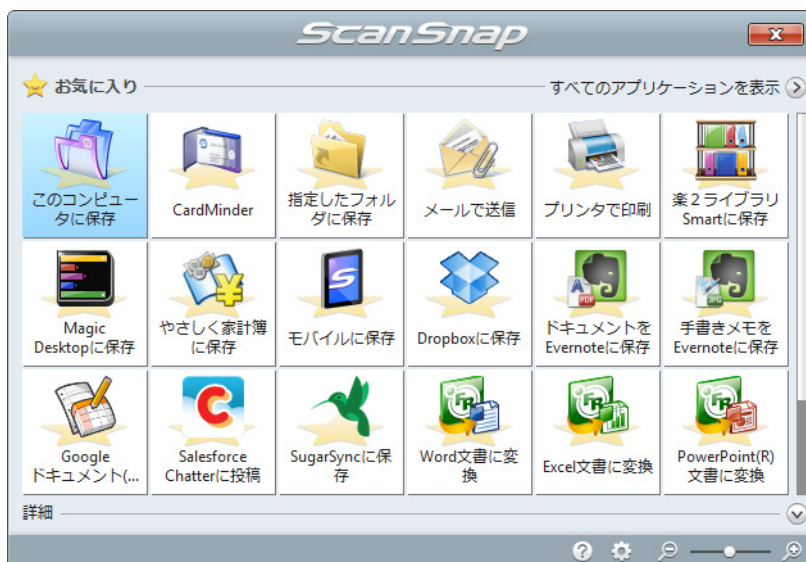 ScanSnap
お気に入り
すべてのアプリケーションを表示
このコンピュー
タに保存
CardMinder
指定したフォル
ダに保存
メールで送信
プリンタで印刷
楽2ライブラリ
Smartに保存
Magic
Desktopに保存
やさしく家計簿
に保存
モバイルに保存
Dropboxに保存
ドキュメントを
Evernoteに保存
手書きメモを
Evernoteに保存
Google
ドキュメント(...
Salesforce
Chatterに投稿
SugarSyncに保
存
Word文書に変
換
Excel文書に変換
PowerPoint(R)
文書に変換
詳細